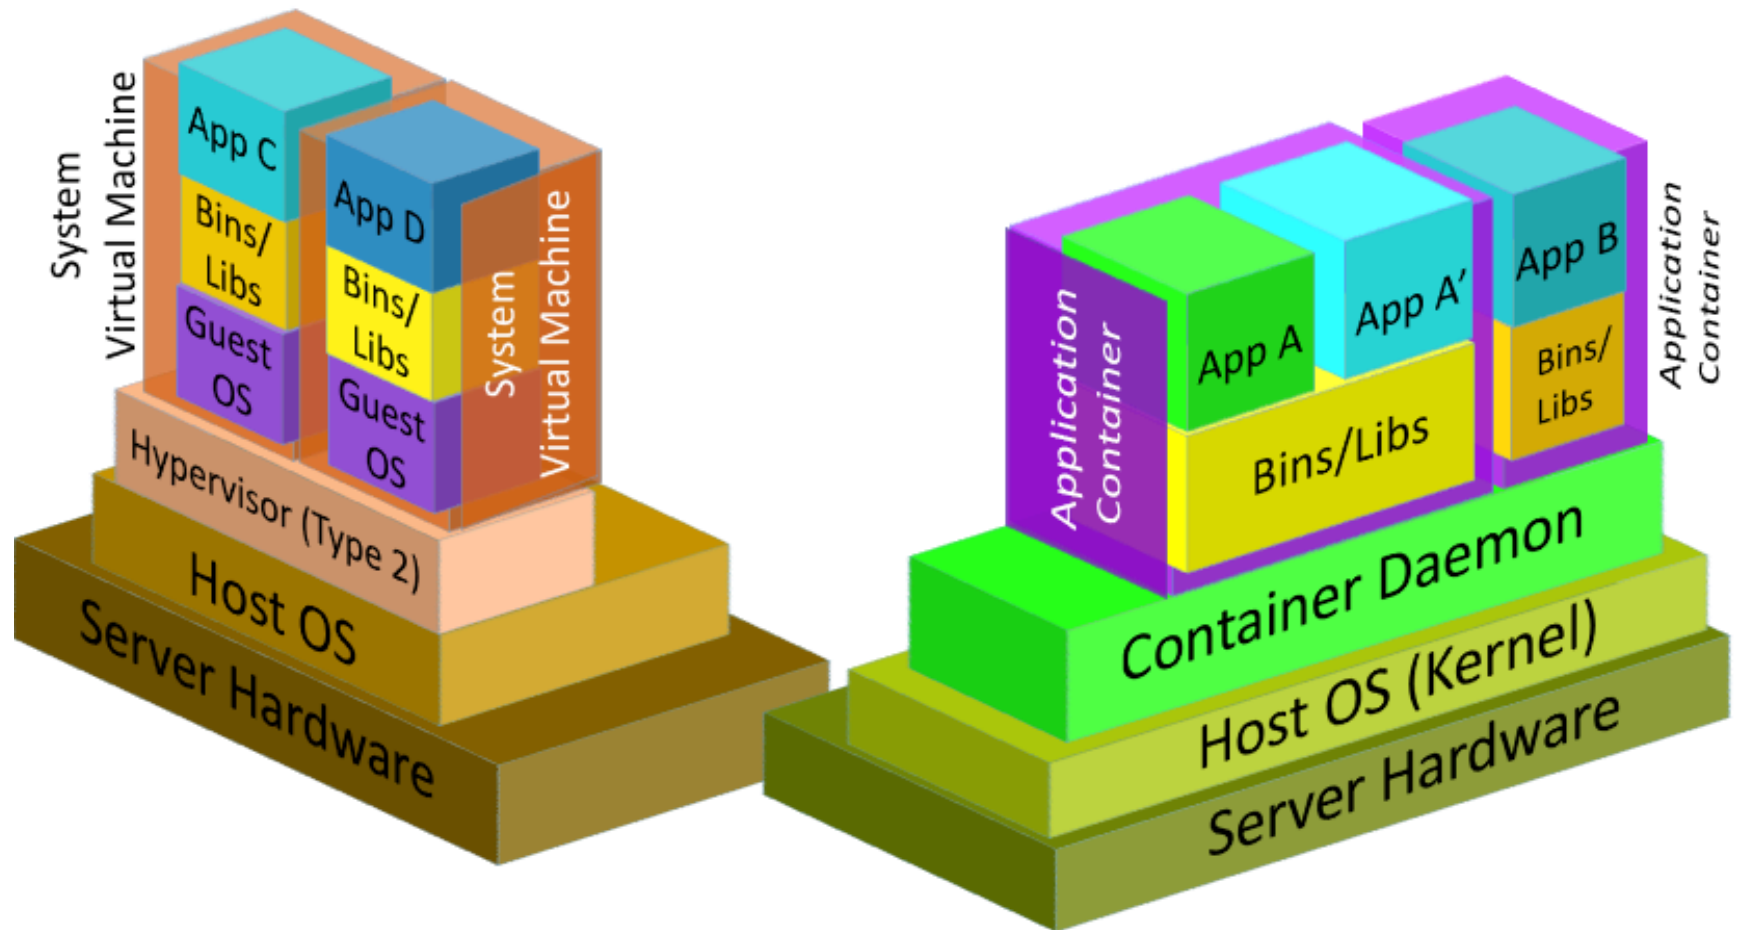 System
Virtual Machine
App C
Bins/
Libs
Guest
OS
App D
Bins/
Libs
Guest
OS
System
Virtual Machine
Hypervisor (Type 2)
Host OS
Server Hardware
Application
Container
App A
App A’
Bins/Libs
App B
Bins/
Libs
Application
Container
Container Daemon
Host OS (Kernel)
Server Hardware